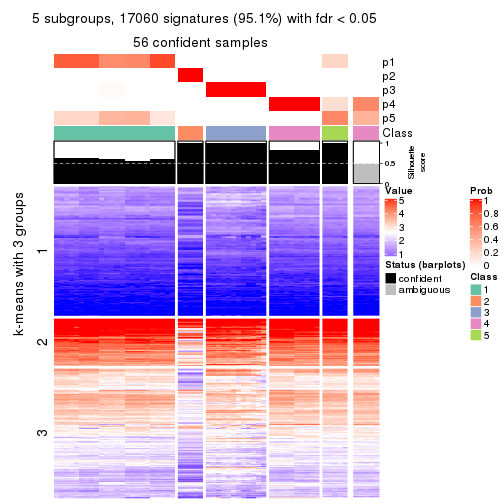 5 subgroups, 17060 signatures (95.1%) with fdr < 0.05
56 confident samples
p1
p2
p3
p4
p5
Class
1
0.5
0
Silhouette
score
k-means with 3 groups
1
2
3
Value
5
4
3
2
1
Status (barplots)
confident
ambiguous
Prob
1
0.8
0.6
0.4
0.2
0
Class
1
2
3
4
5